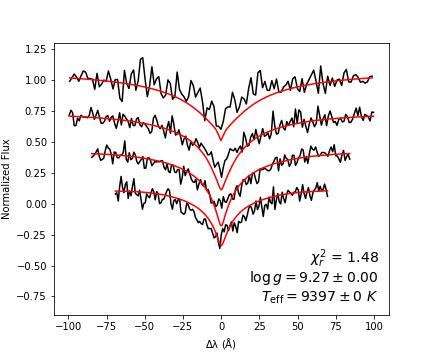 1.25
1.00
0.75
0.50
0.25
0.00
−0.25
−0.50
−0.75
Normalized Flux
χ²ᵣ = 1.48
log g = 9.27 ± 0.00
T_eff = 9397 ± 0 K
−100 −75 −50 −25 0 25 50 75 100
Δλ (Å)